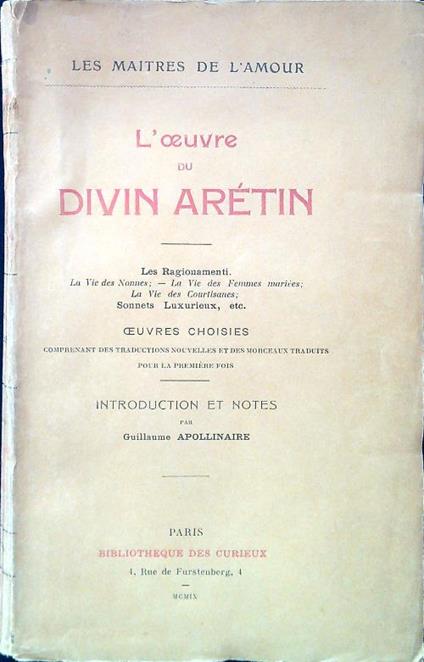 LES MAITRES DE L'AMOUR
L'œuvre
DU
DIVIN ARÉTIN
Les Ragionamenti.
La Vie des Nonnes; — La Vie des Femmes mariées;
La Vie des Courtisanes;
Sonnets Luxurieux, etc.
ŒUVRES CHOISIES
COMPRENANT DES TRADUCTIONS NOUVELLES ET DES MORCEAUX TRADUITS
POUR LA PREMIÈRE FOIS
INTRODUCTION ET NOTES
PAR
Guillaume APOLLINAIRE
PARIS
BIBLIOTHEQUE DES CURIEUX
4, Rue de Furstenberg, 4
MCMIX